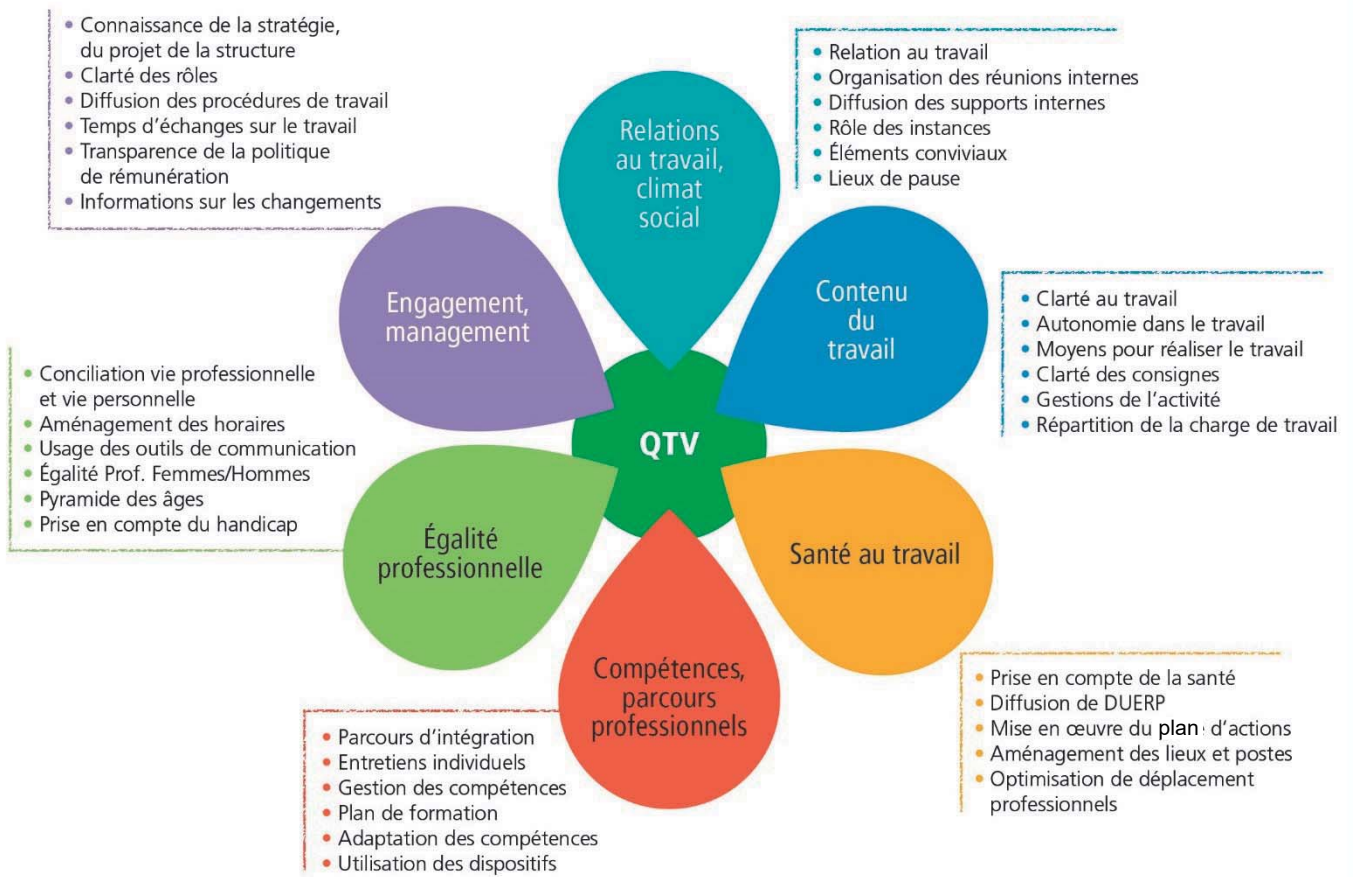 • Connaissance de la stratégie,
du projet de la structure
• Clarté des rôles
• Diffusion des procédures de travail
• Temps d'échanges sur le travail
• Transparence de la politique
de rémunération
• Informations sur les changements
Relations
au travail,
climat
social
• Relation au travail
• Organisation des réunions internes
• Diffusion des supports internes
• Rôle des instances
• Éléments conviviaux
• Lieux de pause
Engagement,
management
Contenu
du
travail
• Clarté au travail
• Autonomie dans le travail
• Moyens pour réaliser le travail
• Clarté des consignes
• Gestions de l'activité
• Répartition de la charge de travail
• Conciliation vie professionnelle
et vie personnelle
• Aménagement des horaires
• Usage des outils de communication
• Égalité Prof. Femmes/Hommes
• Pyramide des âges
• Prise en compte du handicap
QTV
Égalité
professionnelle
Santé au travail
• Prise en compte de la santé
• Diffusion de DUERP
• Mise en œuvre du plan d'actions
• Aménagement des lieux et postes
• Optimisation de déplacement
professionnels
Compétences,
parcours
professionnels
• Parcours d'intégration
• Entretiens individuels
• Gestion des compétences
• Plan de formation
• Adaptation des compétences
• Utilisation des dispositifs